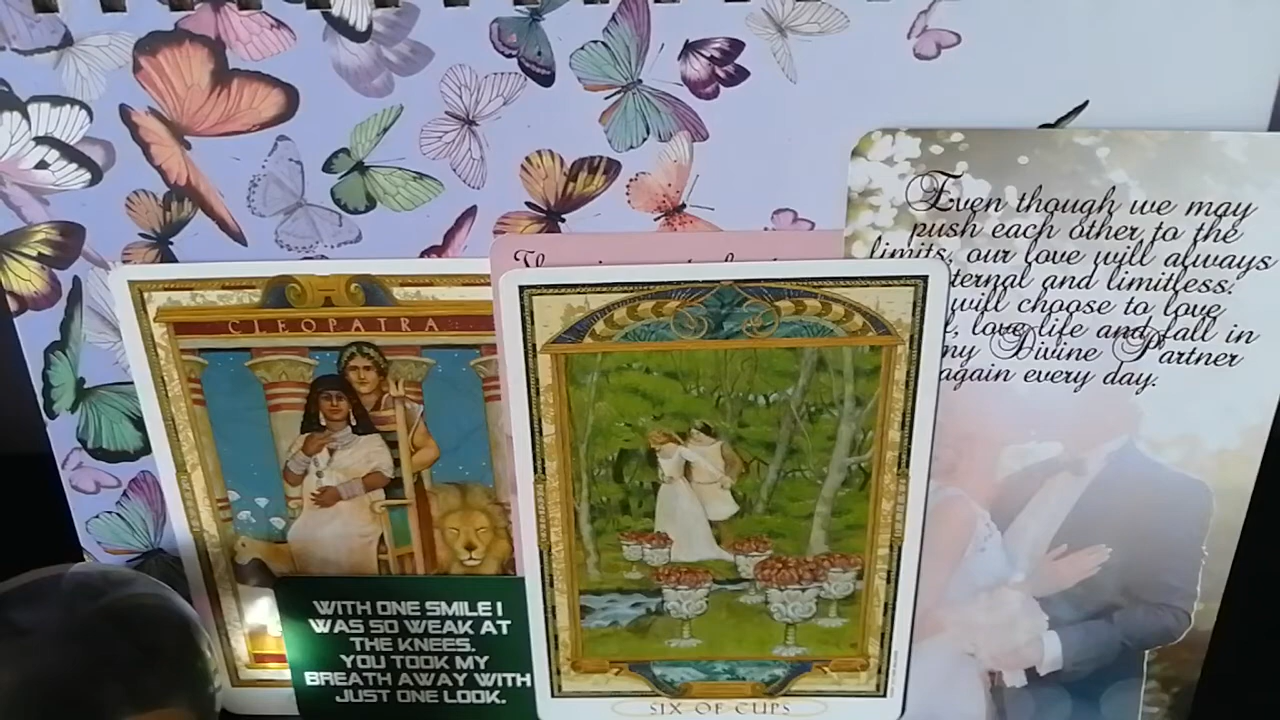 CLEOPATRA
WITH ONE SMILE I
WAS SO WEAK AT
THE KNEES.
YOU TOOK MY
BREATH AWAY WITH
JUST ONE LOOK.
SIX OF CUPS
Even though we may
push each other to the
limits, our love will always
and limitless.
will choose to love
love life and fall in
Divine Partner
again every day.